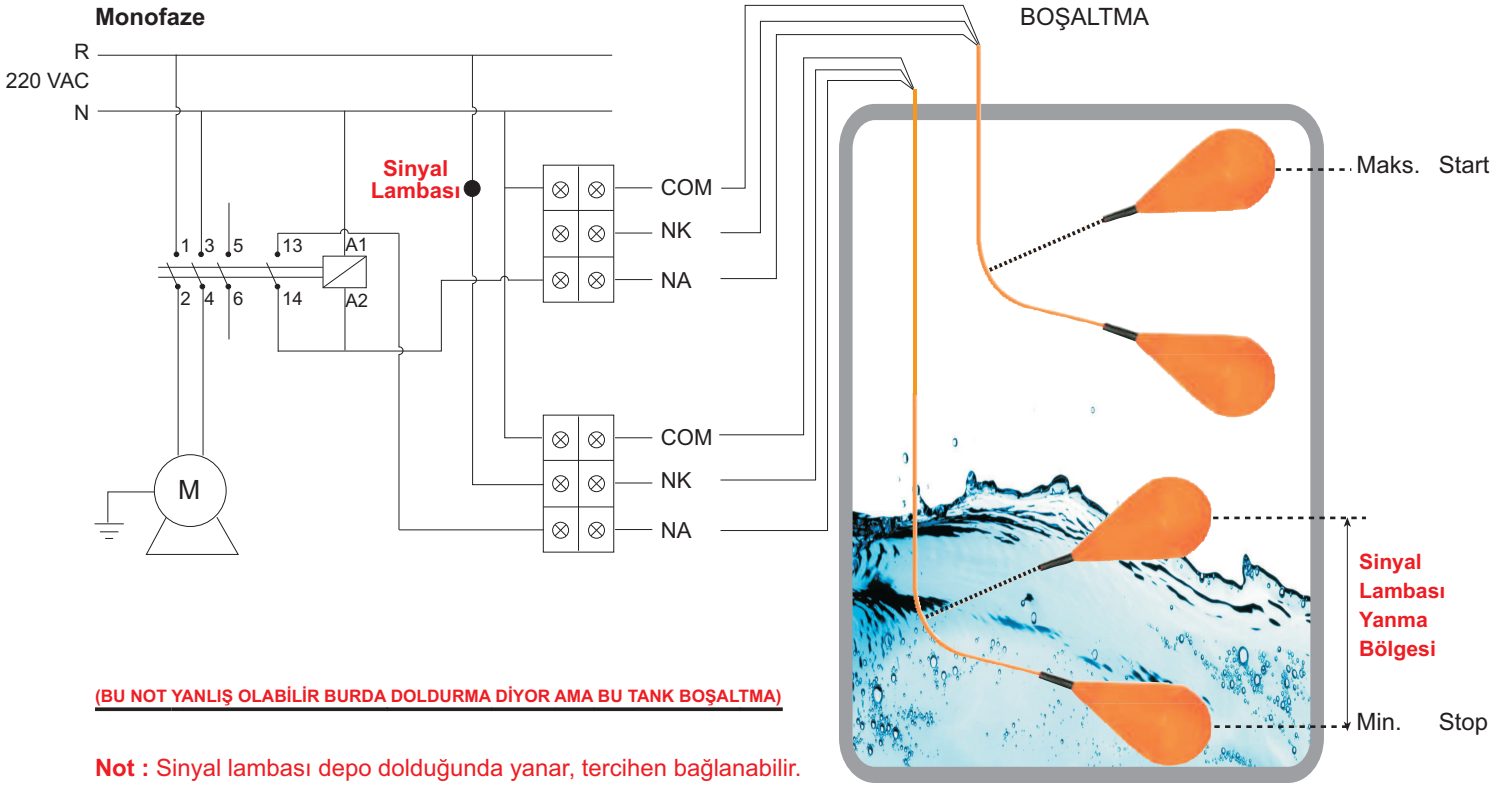 Monofaze
BOŞALTMA
R
220 VAC
N
Sinyal
Lambası
COM
NK
NA
1 3 5 13 A1
2 4 6 14 A2
M
COM
NK
NA
Maks. Start
Sinyal
Lambası
Yanma
Bölgesi
Min. Stop
(BU NOT YANLIŞ OLABİLİR BURDA DOLDURMA DİYOR AMA BU TANK BOŞALTMA)
Not : Sinyal lambası depo dolduğunda yanar, tercihen bağlanabilir.